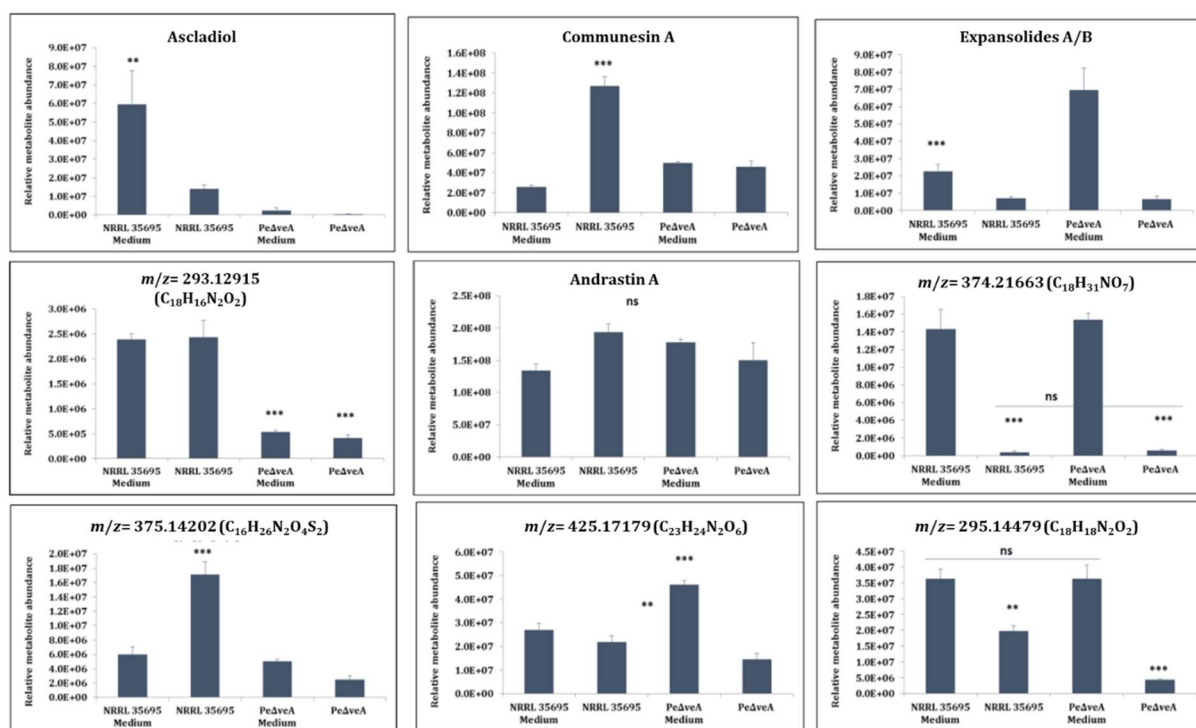 Ascladiol
Relative metabolite abundance
9.0E+07
8.0E+07
7.0E+07
6.0E+07
5.0E+07
4.0E+07
3.0E+07
2.0E+07
1.0E+07
0.0E+00
**
NRRL 35695 NRRL 35695 PeΔveA PeΔveA
Medium Medium
Communesin A
Relative metabolite abundance
1.6E+08
1.4E+08
1.2E+08
1.0E+08
8.0E+07
6.0E+07
4.0E+07
2.0E+07
0.0E+00
***
NRRL 35695 NRRL 35695 PeΔveA PeΔveA
Medium Medium
Expansolides A/B
Relative metabolite abundance
9.0E+07
8.0E+07
7.0E+07
6.0E+07
5.0E+07
4.0E+07
3.0E+07
2.0E+07
1.0E+07
0.0E+00
***
NRRL 35695 NRRL 35695 PeΔveA PeΔveA
Medium Medium
m/z= 293.12915
(C₁₈H₁₆N₂O₂)
Relative metabolite abundance
3.0E+06
2.5E+06
2.0E+06
1.5E+06
1.0E+06
5.0E+05
0.0E+00
*** ***
NRRL 35695 NRRL 35695 PeΔveA PeΔveA
Medium Medium
Andrastin A
ns
Relative metabolite abundance
2.5E+08
2.0E+08
1.5E+08
1.0E+08
5.0E+07
0.0E+00
NRRL 35695 NRRL 35695 PeΔveA PeΔveA
Medium Medium
m/z= 374.21663 (C₁₈H₃₁NO₇)
Relative metabolite abundance
1.8E+07
1.6E+07
1.4E+07
1.2E+07
1.0E+07
8.0E+06
6.0E+06
4.0E+06
2.0E+06
0.0E+00
ns
*** ***
NRRL 35695 NRRL 35695 PeΔveA PeΔveA
Medium Medium
m/z= 375.14202 (C₁₆H₂₆N₂O₄S₂)
Relative metabolite abundance
2.0E+07
1.8E+07
1.6E+07
1.4E+07
1.2E+07
1.0E+07
8.0E+06
6.0E+06
4.0E+06
2.0E+06
0.0E+00
***
NRRL 35695 NRRL 35695 PeΔveA PeΔveA
Medium Medium
m/z= 425.17179 (C₂₃H₂₄N₂O₆)
Relative metabolite abundance
6.0E+07
5.0E+07
4.0E+07
3.0E+07
2.0E+07
1.0E+07
0.0E+00
***
**
NRRL 35695 NRRL 35695 PeΔveA PeΔveA
Medium Medium
m/z= 295.14479 (C₁₈H₁₈N₂O₂)
ns
Relative metabolite abundance
4.5E+07
4.0E+07
3.5E+07
3.0E+07
2.5E+07
2.0E+07
1.5E+07
1.0E+07
5.0E+06
0.0E+00
**
***
NRRL 35695 NRRL 35695 PeΔveA PeΔveA
Medium Medium